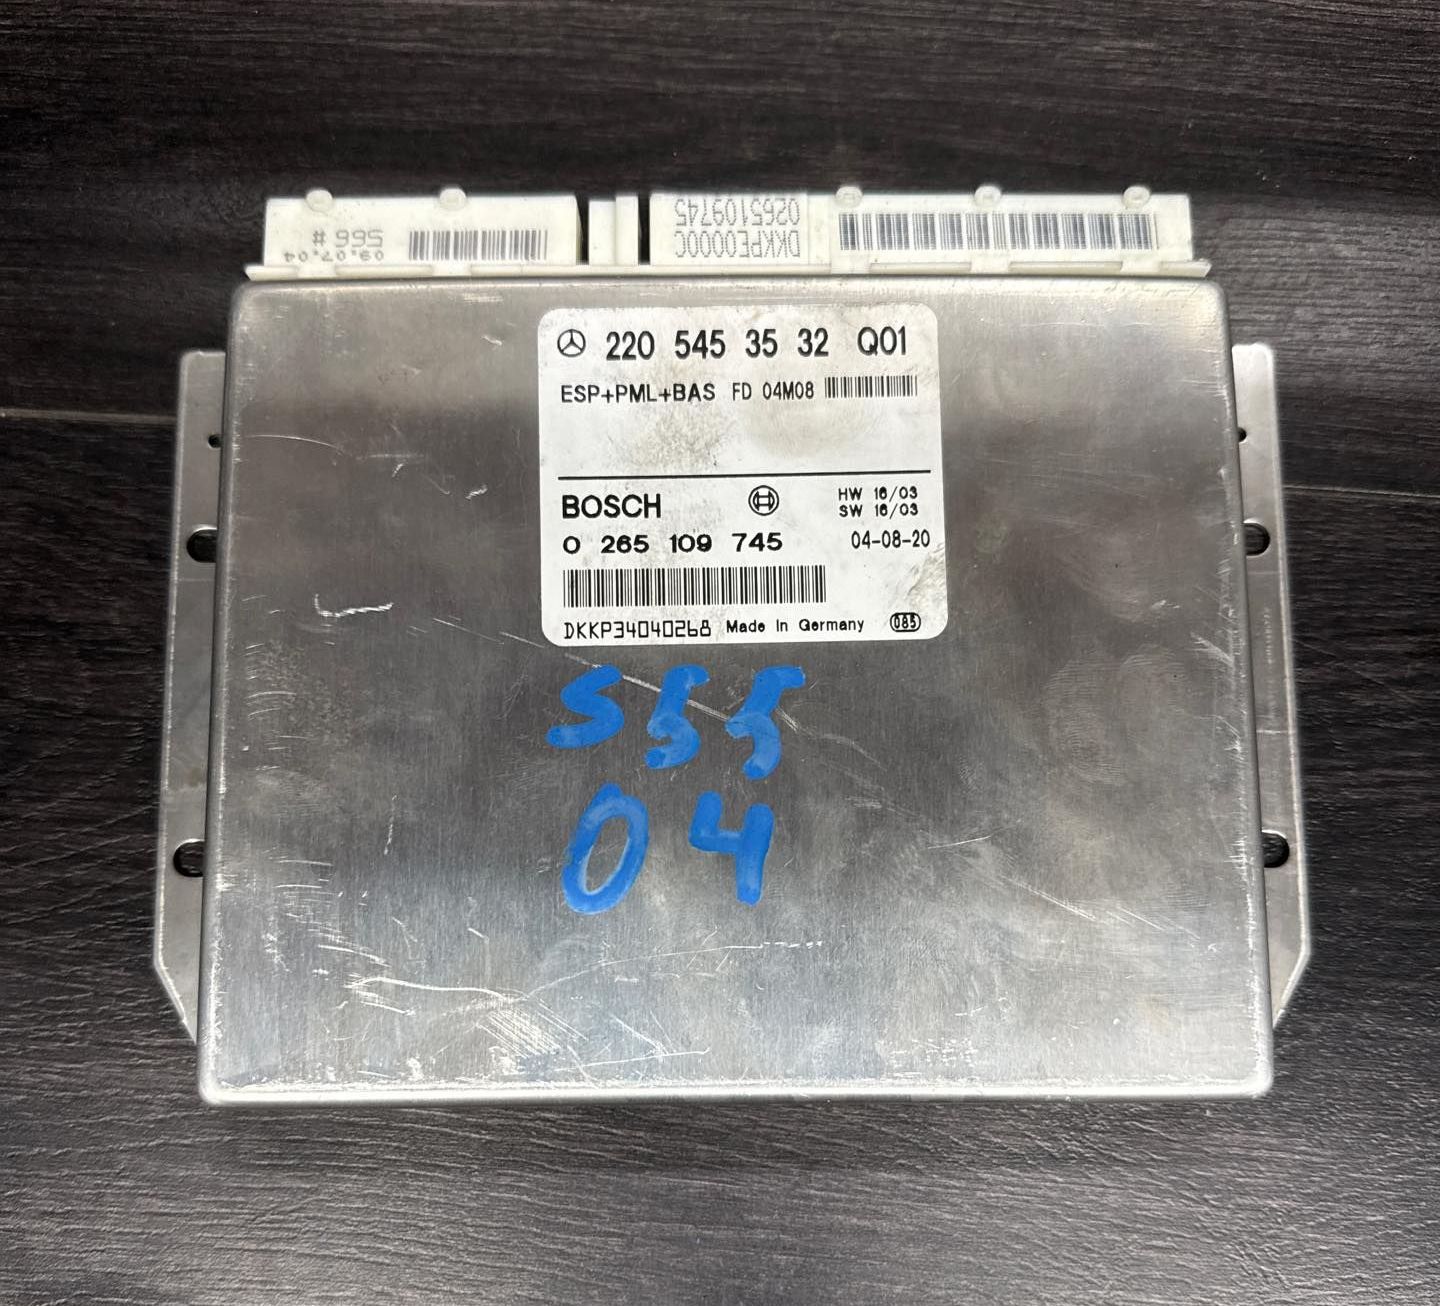 566 #
09.07.04
DKKPE0000C
0265109745
220 545 35 32 Q01
ESP+PML+BAS FD 04M08
BOSCH
HW 16/03
SW 16/03
0 265 109 745 04-08-20
DKKP34040268 Made in Germany 085
S55
04